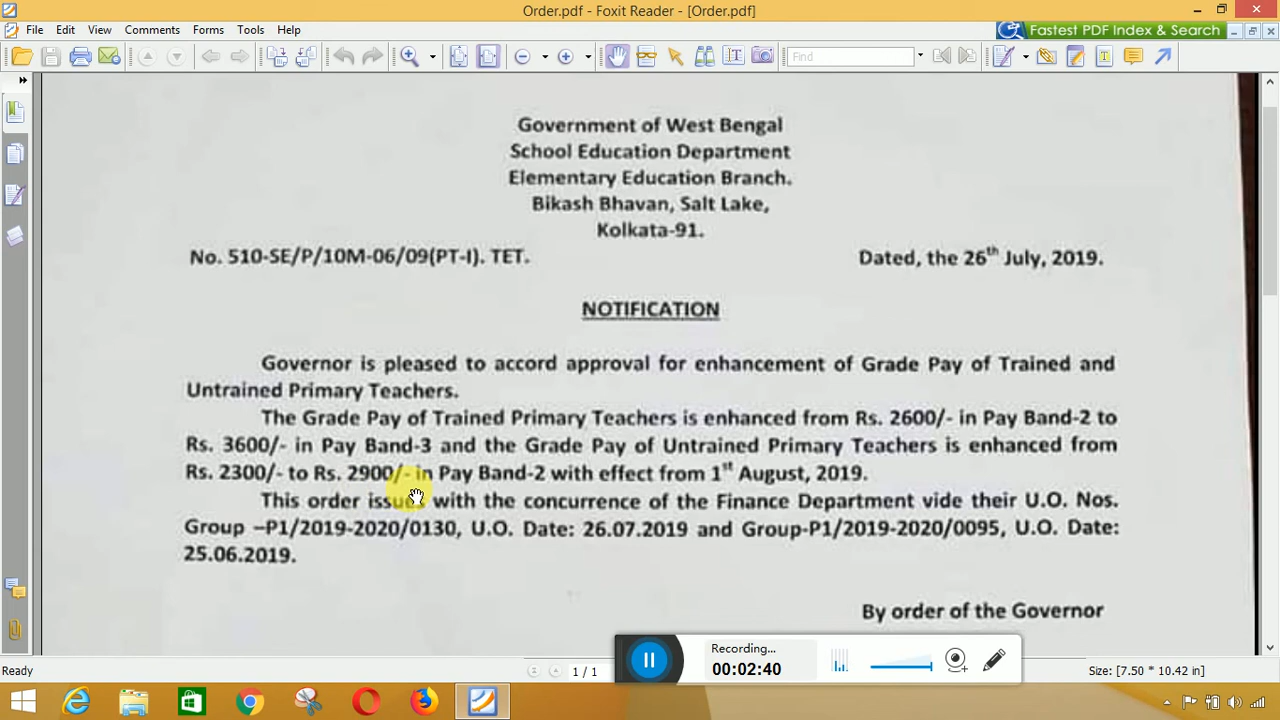 Order.pdf - Foxit Reader - [Order.pdf]
File Edit View Comments Forms Tools Help
Fastest PDF Index & Search
Find
Government of West Bengal
School Education Department
Elementary Education Branch.
Bikash Bhavan, Salt Lake,
Kolkata-91.
No. 510-SE/P/10M-06/09(PT-I). TET. Dated, the 26th July, 2019.
NOTIFICATION
Governor is pleased to accord approval for enhancement of Grade Pay of Trained and
Untrained Primary Teachers.
The Grade Pay of Trained Primary Teachers is enhanced from Rs. 2600/- in Pay Band-2 to
Rs. 3600/- in Pay Band-3 and the Grade Pay of Untrained Primary Teachers is enhanced from
Rs. 2300/- to Rs. 2900/- in Pay Band-2 with effect from 1st August, 2019.
This order issues with the concurrence of the Finance Department vide their U.O. Nos.
Group –P1/2019-2020/0130, U.O. Date: 26.07.2019 and Group-P1/2019-2020/0095, U.O. Date:
25.06.2019.
By order of the Governor
Recording...
00:02:40
Ready 1 / 1 Size: [7.50 * 10.42 in]